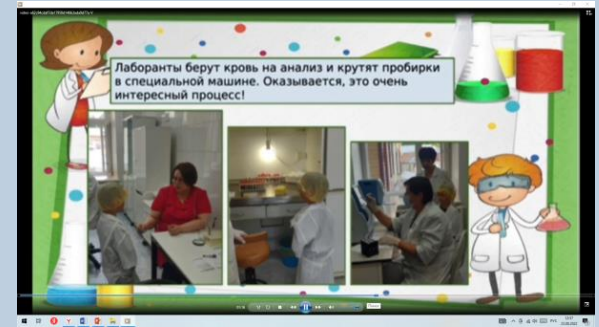 Лаборанты берут кровь на анализ и крутят пробирки
в специальной машине. Оказывается, это очень
интересный процесс!